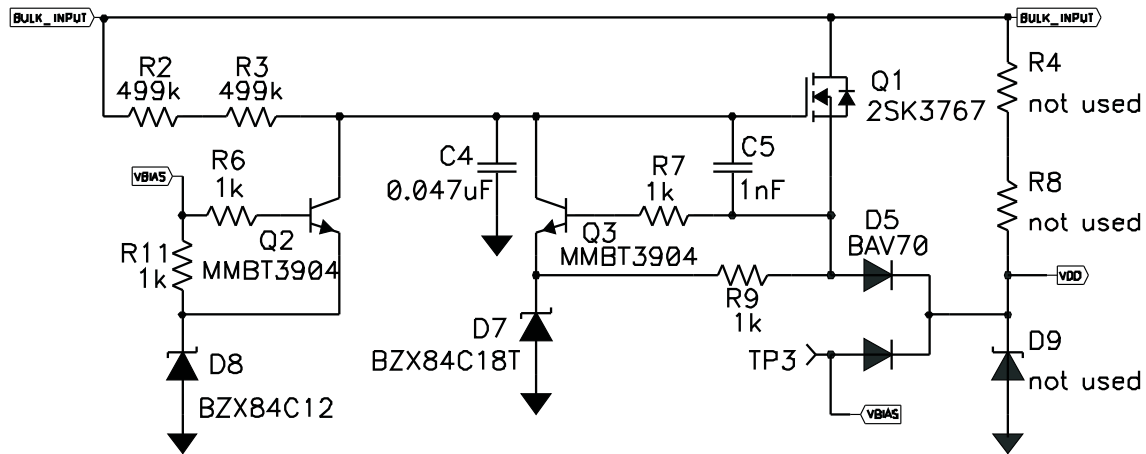 BULK_INPUT
BULK_INPUT
R2
499k
R3
499k
Q1
2SK3767
R4
not used
VBIAS
R6
1k
C4
0.047uF
R7
1k
C5
1nF
R8
not used
R11
1k
Q2
MMBT3904
Q3
MMBT3904
D5
BAV70
R9
1k
VDD
D8
BZX84C12
D7
BZX84C18T
TP3
VBIAS
D9
not used